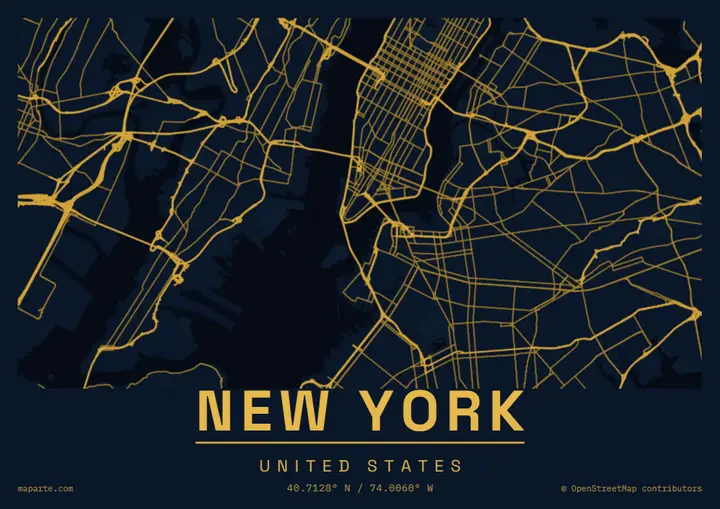 NEW YORK
UNITED STATES
40.7128° N / 74.0060° W
maparte.com
© OpenStreetMap contributors